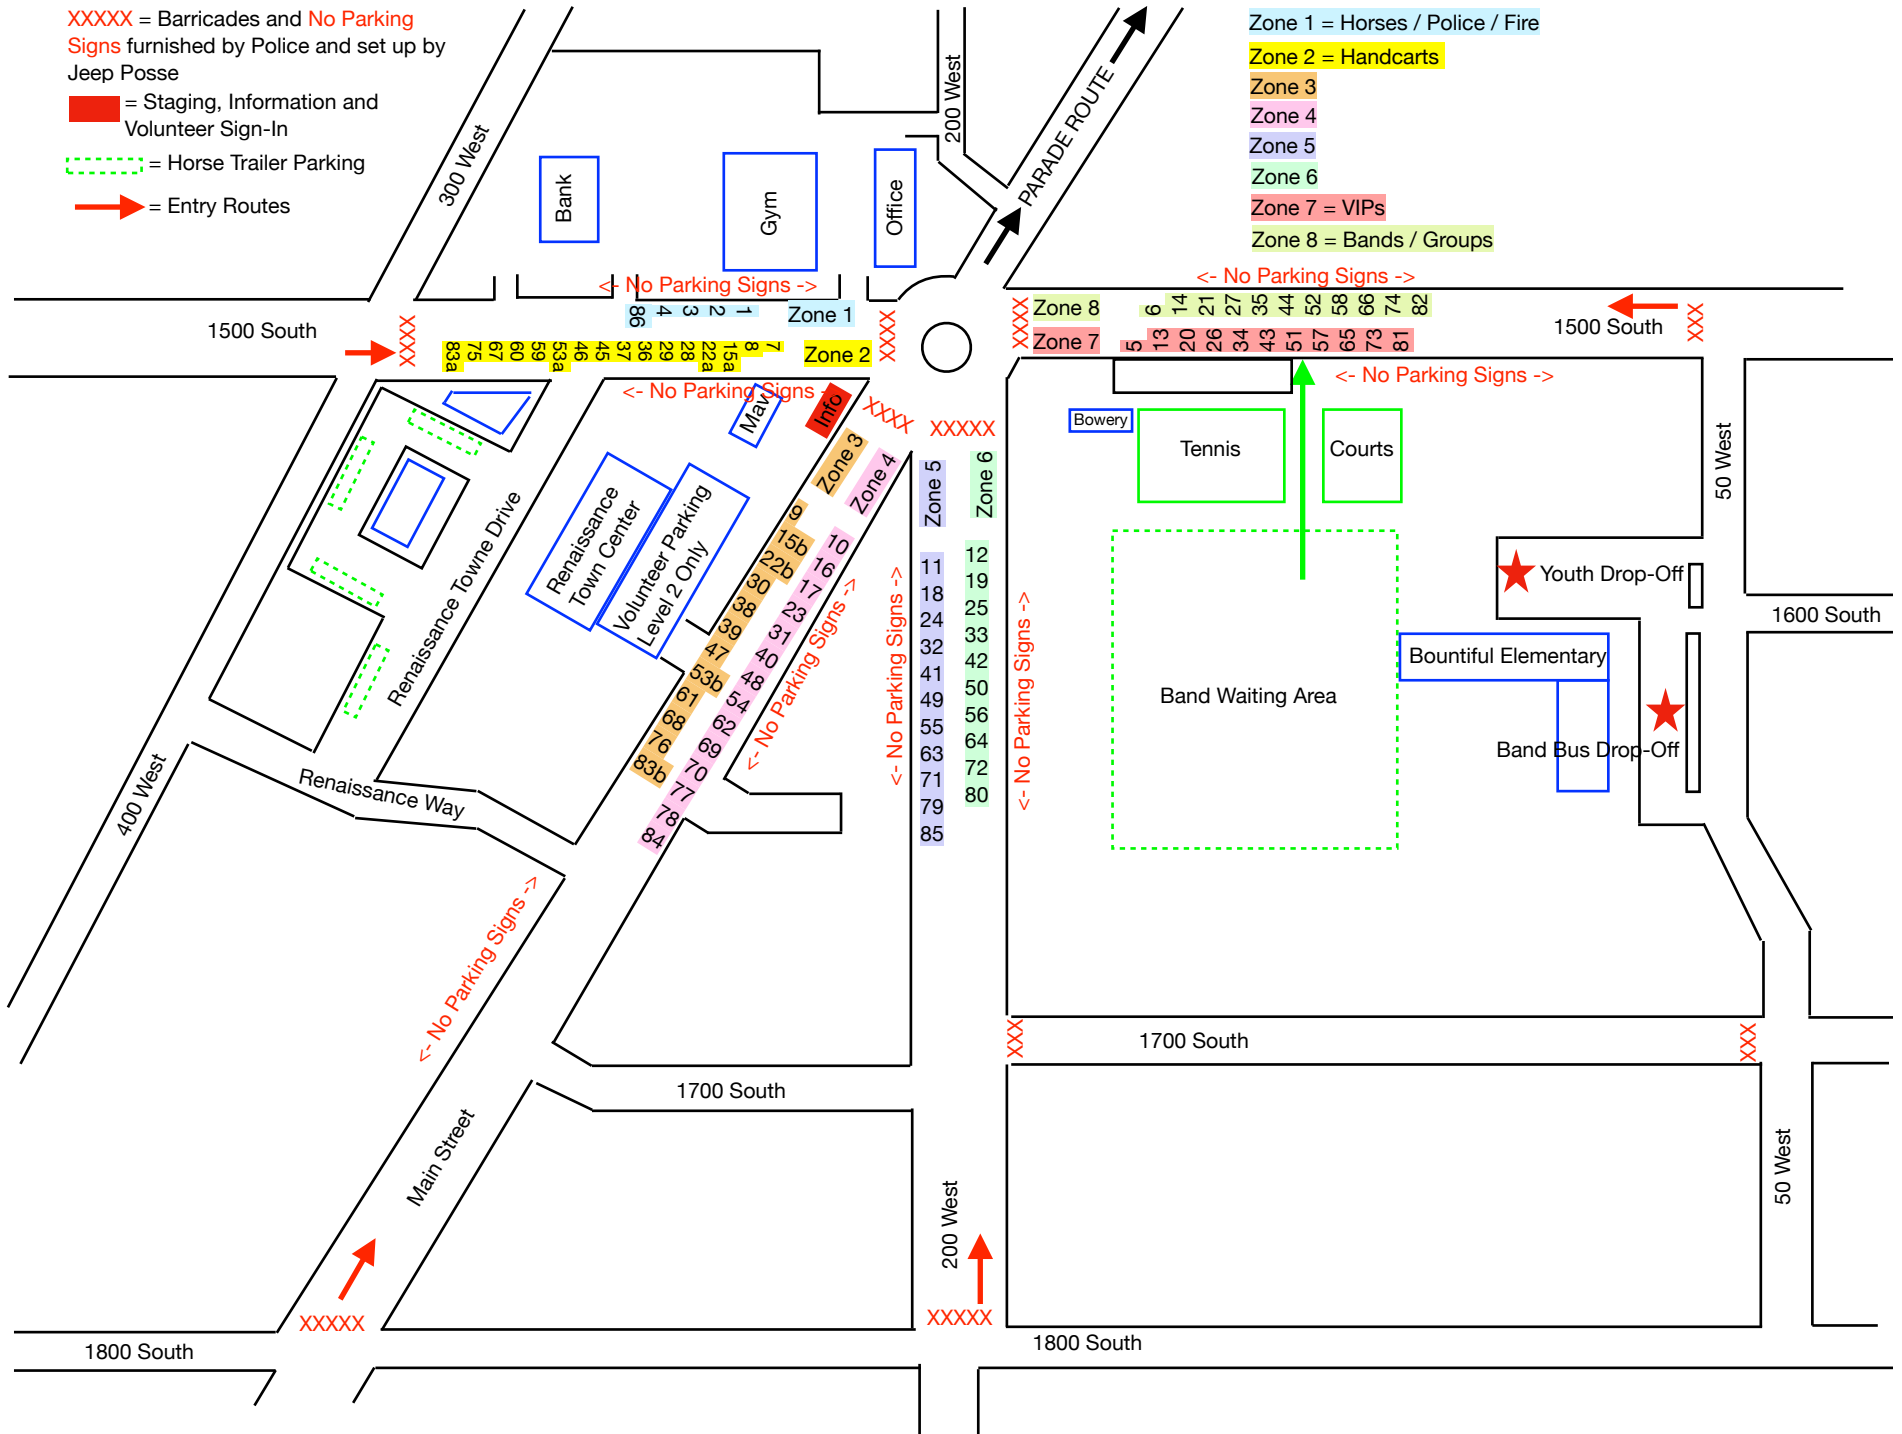 XXXXX = Barricades and No Parking
Signs furnished by Police and set up by
Jeep Posse
= Staging, Information and
Volunteer Sign-In
= Horse Trailer Parking
= Entry Routes
Zone 1 = Horses / Police / Fire
Zone 2 = Handcarts
Zone 3
Zone 4
Zone 5
Zone 6
Zone 7 = VIPs
Zone 8 = Bands / Groups
300 West
200 West
PARADE ROUTE
Bank
Gym
Office
<- No Parking Signs ->
<- No Parking Signs ->
1500 South
XXXX
86 4 3 2 1
Zone 1
XXXX
83a 75 67 60 59 53a 46 45 37 36 29 28 22a 15a 8 7
Zone 2
<- No Parking Signs ->
XXXX
Zone 8
6 14 21 27 35 44 52 58 66 74 82
Zone 7
5 13 20 26 34 43 51 57 65 73 81
1500 South
XXX
<- No Parking Signs ->
Mav
Info
XXXX
XXXXX
Bowery
Tennis
Courts
50 West
Zone 3
9
15b
22b
30
38
39
47
53b
61
68
76
83b
Zone 4
10
16
17
23
31
40
48
54
62
69
70
77
78
84
<- No Parking Signs ->
Zone 5
11
18
24
32
41
49
55
63
71
79
85
<- No Parking Signs ->
Zone 6
12
19
25
33
42
50
56
64
72
80
<- No Parking Signs ->
Renaissance
Town Center
Volunteer Parking
Level 2 Only
Renaissance Towne Drive
Youth Drop-Off
1600 South
Bountiful Elementary
Band Waiting Area
Band Bus Drop-Off
400 West
Renaissance Way
<- No Parking Signs ->
XXX
1700 South
XXX
1700 South
Main Street
200 West
50 West
XXXXX
XXXXX
1800 South
1800 South